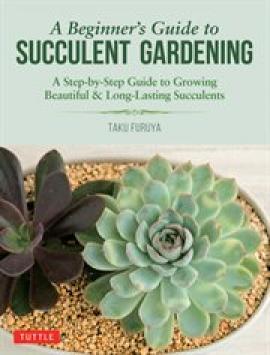 A Beginner's Guide to
SUCCULENT GARDENING
A Step-by-Step Guide to Growing
Beautiful & Long-Lasting Succulents
TAKU FURUYA
TUTTLE